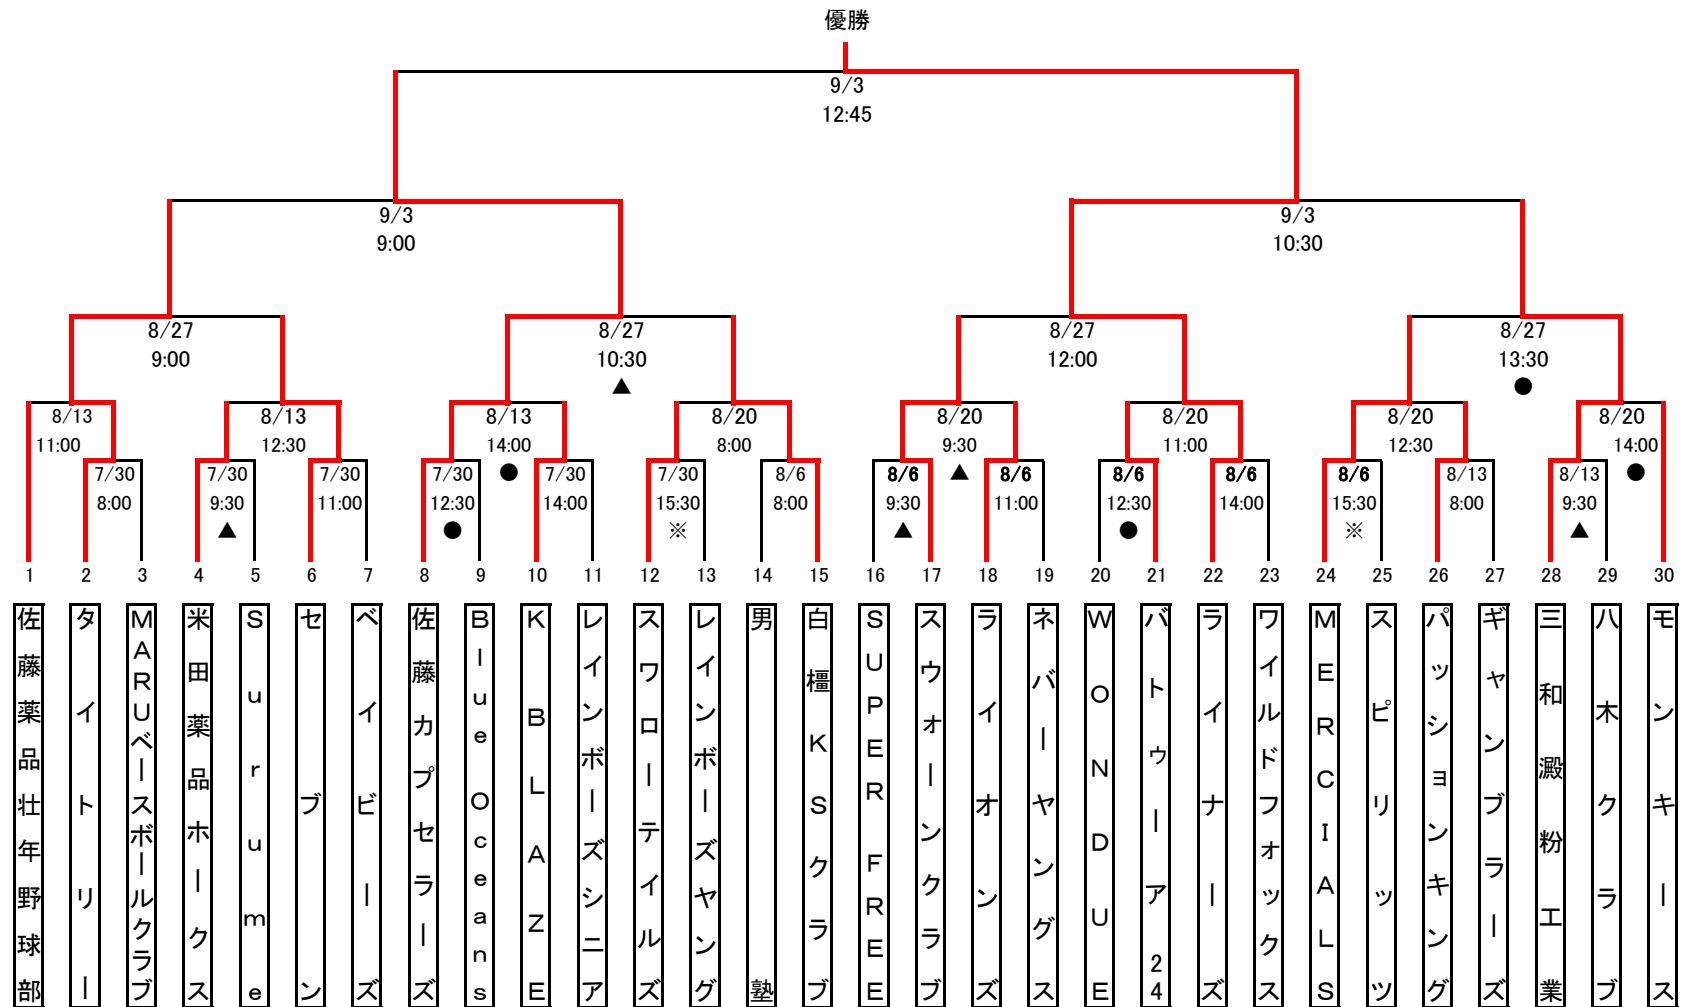 優勝
9/3
12:45
9/3
9:00
9/3
10:30
8/27
9:00
8/27
10:30
▲
8/27
12:00
8/27
13:30
●
8/13
11:00
8/13
12:30
8/13
14:00
●
8/20
8:00
8/20
9:30
▲
8/20
11:00
8/20
12:30
8/20
14:00
●
7/30
8:00
7/30
9:30
▲
7/30
11:00
7/30
12:30
●
7/30
14:00
7/30
15:30
※
8/6
8:00
8/6
9:30
▲
8/6
11:00
8/6
12:30
●
8/6
14:00
8/6
15:30
※
8/13
8:00
8/13
9:30
▲
1 2 3 4 5 6 7 8 9 10 11 12 13 14 15 16 17 18 19 20 21 22 23 24 25 26 27 28 29 30
佐藤薬品壮年野球部
タイトリー
MARUベースボールクラブ
米田薬品ホークス
Surume
セブン
ベイビーズ
佐藤カプセラーズ
Blue Oceans
K BLAZE
レインボーズシニア
スワローテイルズ
レインボーズヤング
男塾
白橿KSクラブ
SUPER FREE
スウォーンクラブ
ライオンズ
ネバーヤングス
WONDUE
バトゥーア24
ライナーズ
ワイルドフォックス
MERCIALS
スピリッツ
パッションキング
ギャンブラーズ
三和澱粉工業
八木クラブ
モンキース